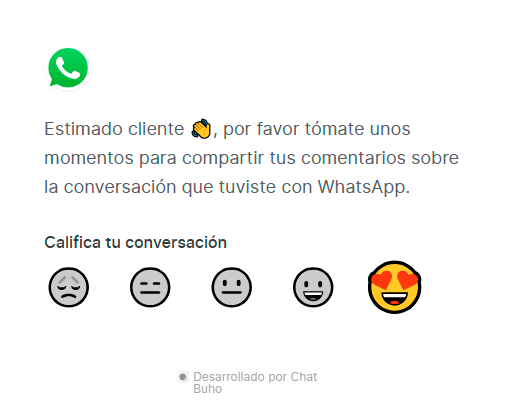 Estimado cliente 👋, por favor tómate unos
momentos para compartir tus comentarios sobre
la conversación que tuviste con WhatsApp.
Califica tu conversación
Desarrollado por Chat
Buho